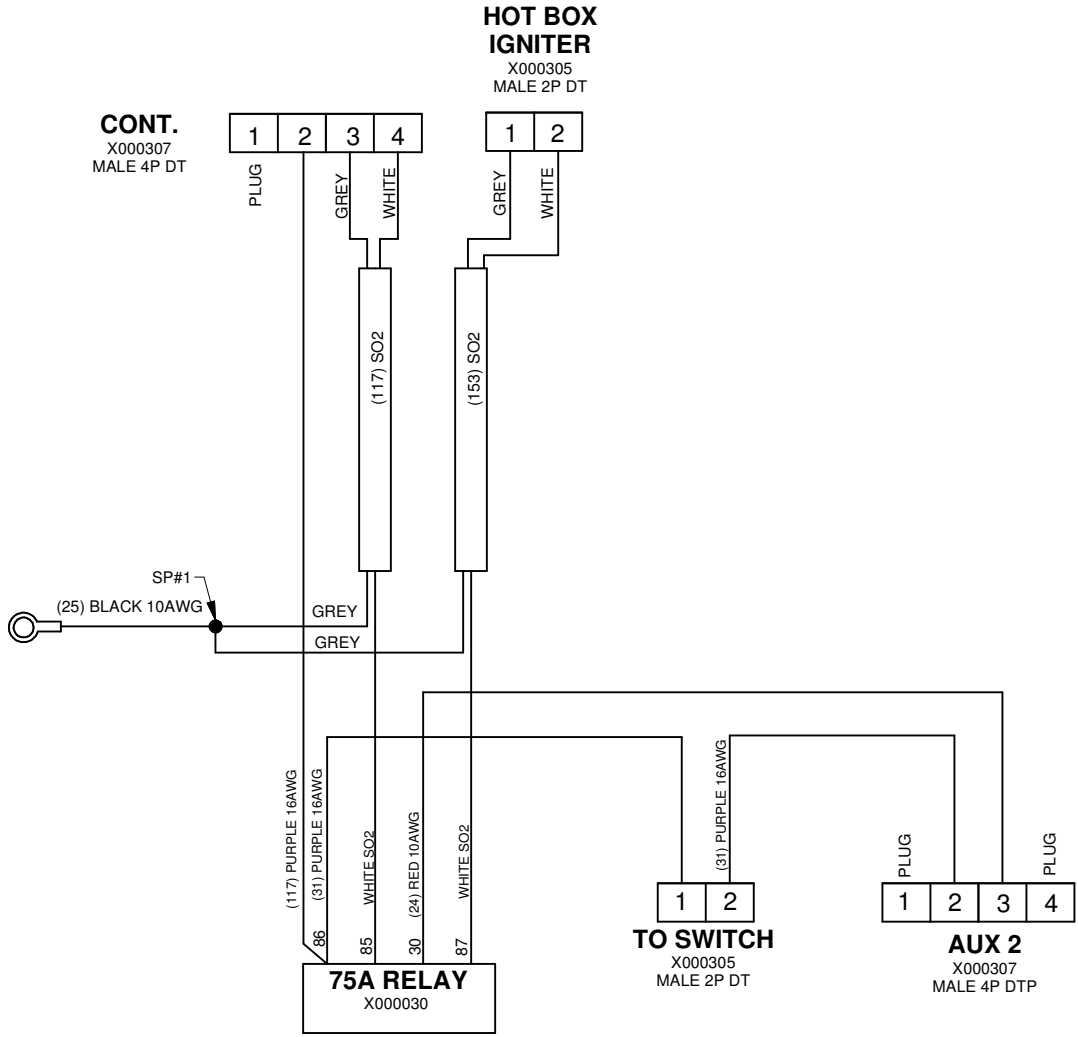 HOT BOX
IGNITER
X000305
MALE 2P DT
CONT.
X000307
MALE 4P DT
1 2 3 4
1 2
PLUG
GREY
WHITE
GREY
WHITE
(117) SO2
(153) SO2
SP#1
(25) BLACK 10AWG
GREY
GREY
(117) PURPLE 16AWG
(31) PURPLE 16AWG
WHITE SO2
(24) RED 10AWG
WHITE SO2
(31) PURPLE 16AWG
PLUG
PLUG
86
85
30
87
1 2
1 2 3 4
75A RELAY
X000030
TO SWITCH
X000305
MALE 2P DT
AUX 2
X000307
MALE 4P DTP